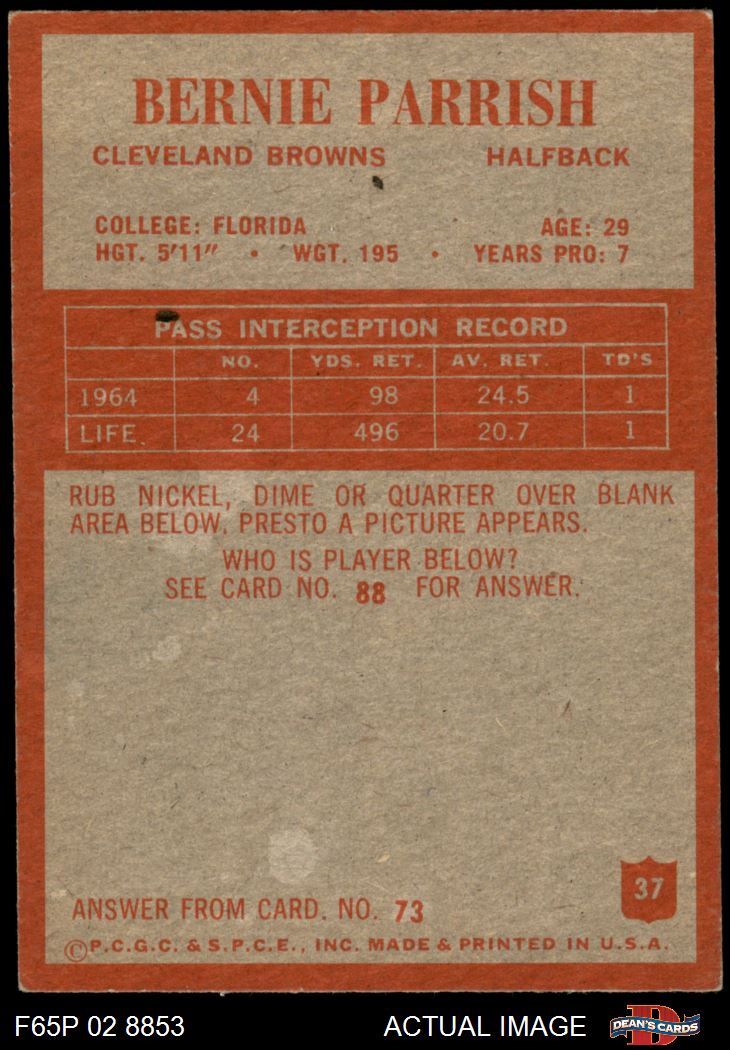 BERNIE PARRISH
CLEVELAND BROWNS HALFBACK
COLLEGE: FLORIDA AGE: 29
HGT. 5'11" • WGT. 195 • YEARS PRO: 7
PASS INTERCEPTION RECORD
NO. YDS. RET. AV. RET. TD'S
1964 4 98 24.5 1
LIFE. 24 496 20.7 1
RUB NICKEL, DIME OR QUARTER OVER BLANK
AREA BELOW. PRESTO A PICTURE APPEARS.
WHO IS PLAYER BELOW?
SEE CARD NO. 88 FOR ANSWER.
37
ANSWER FROM CARD. NO. 73
©P.C.G.C. & S.P.C.E., INC. MADE & PRINTED IN U.S.A.
F65P 02 8853 ACTUAL IMAGE D DEAN'S CARDS